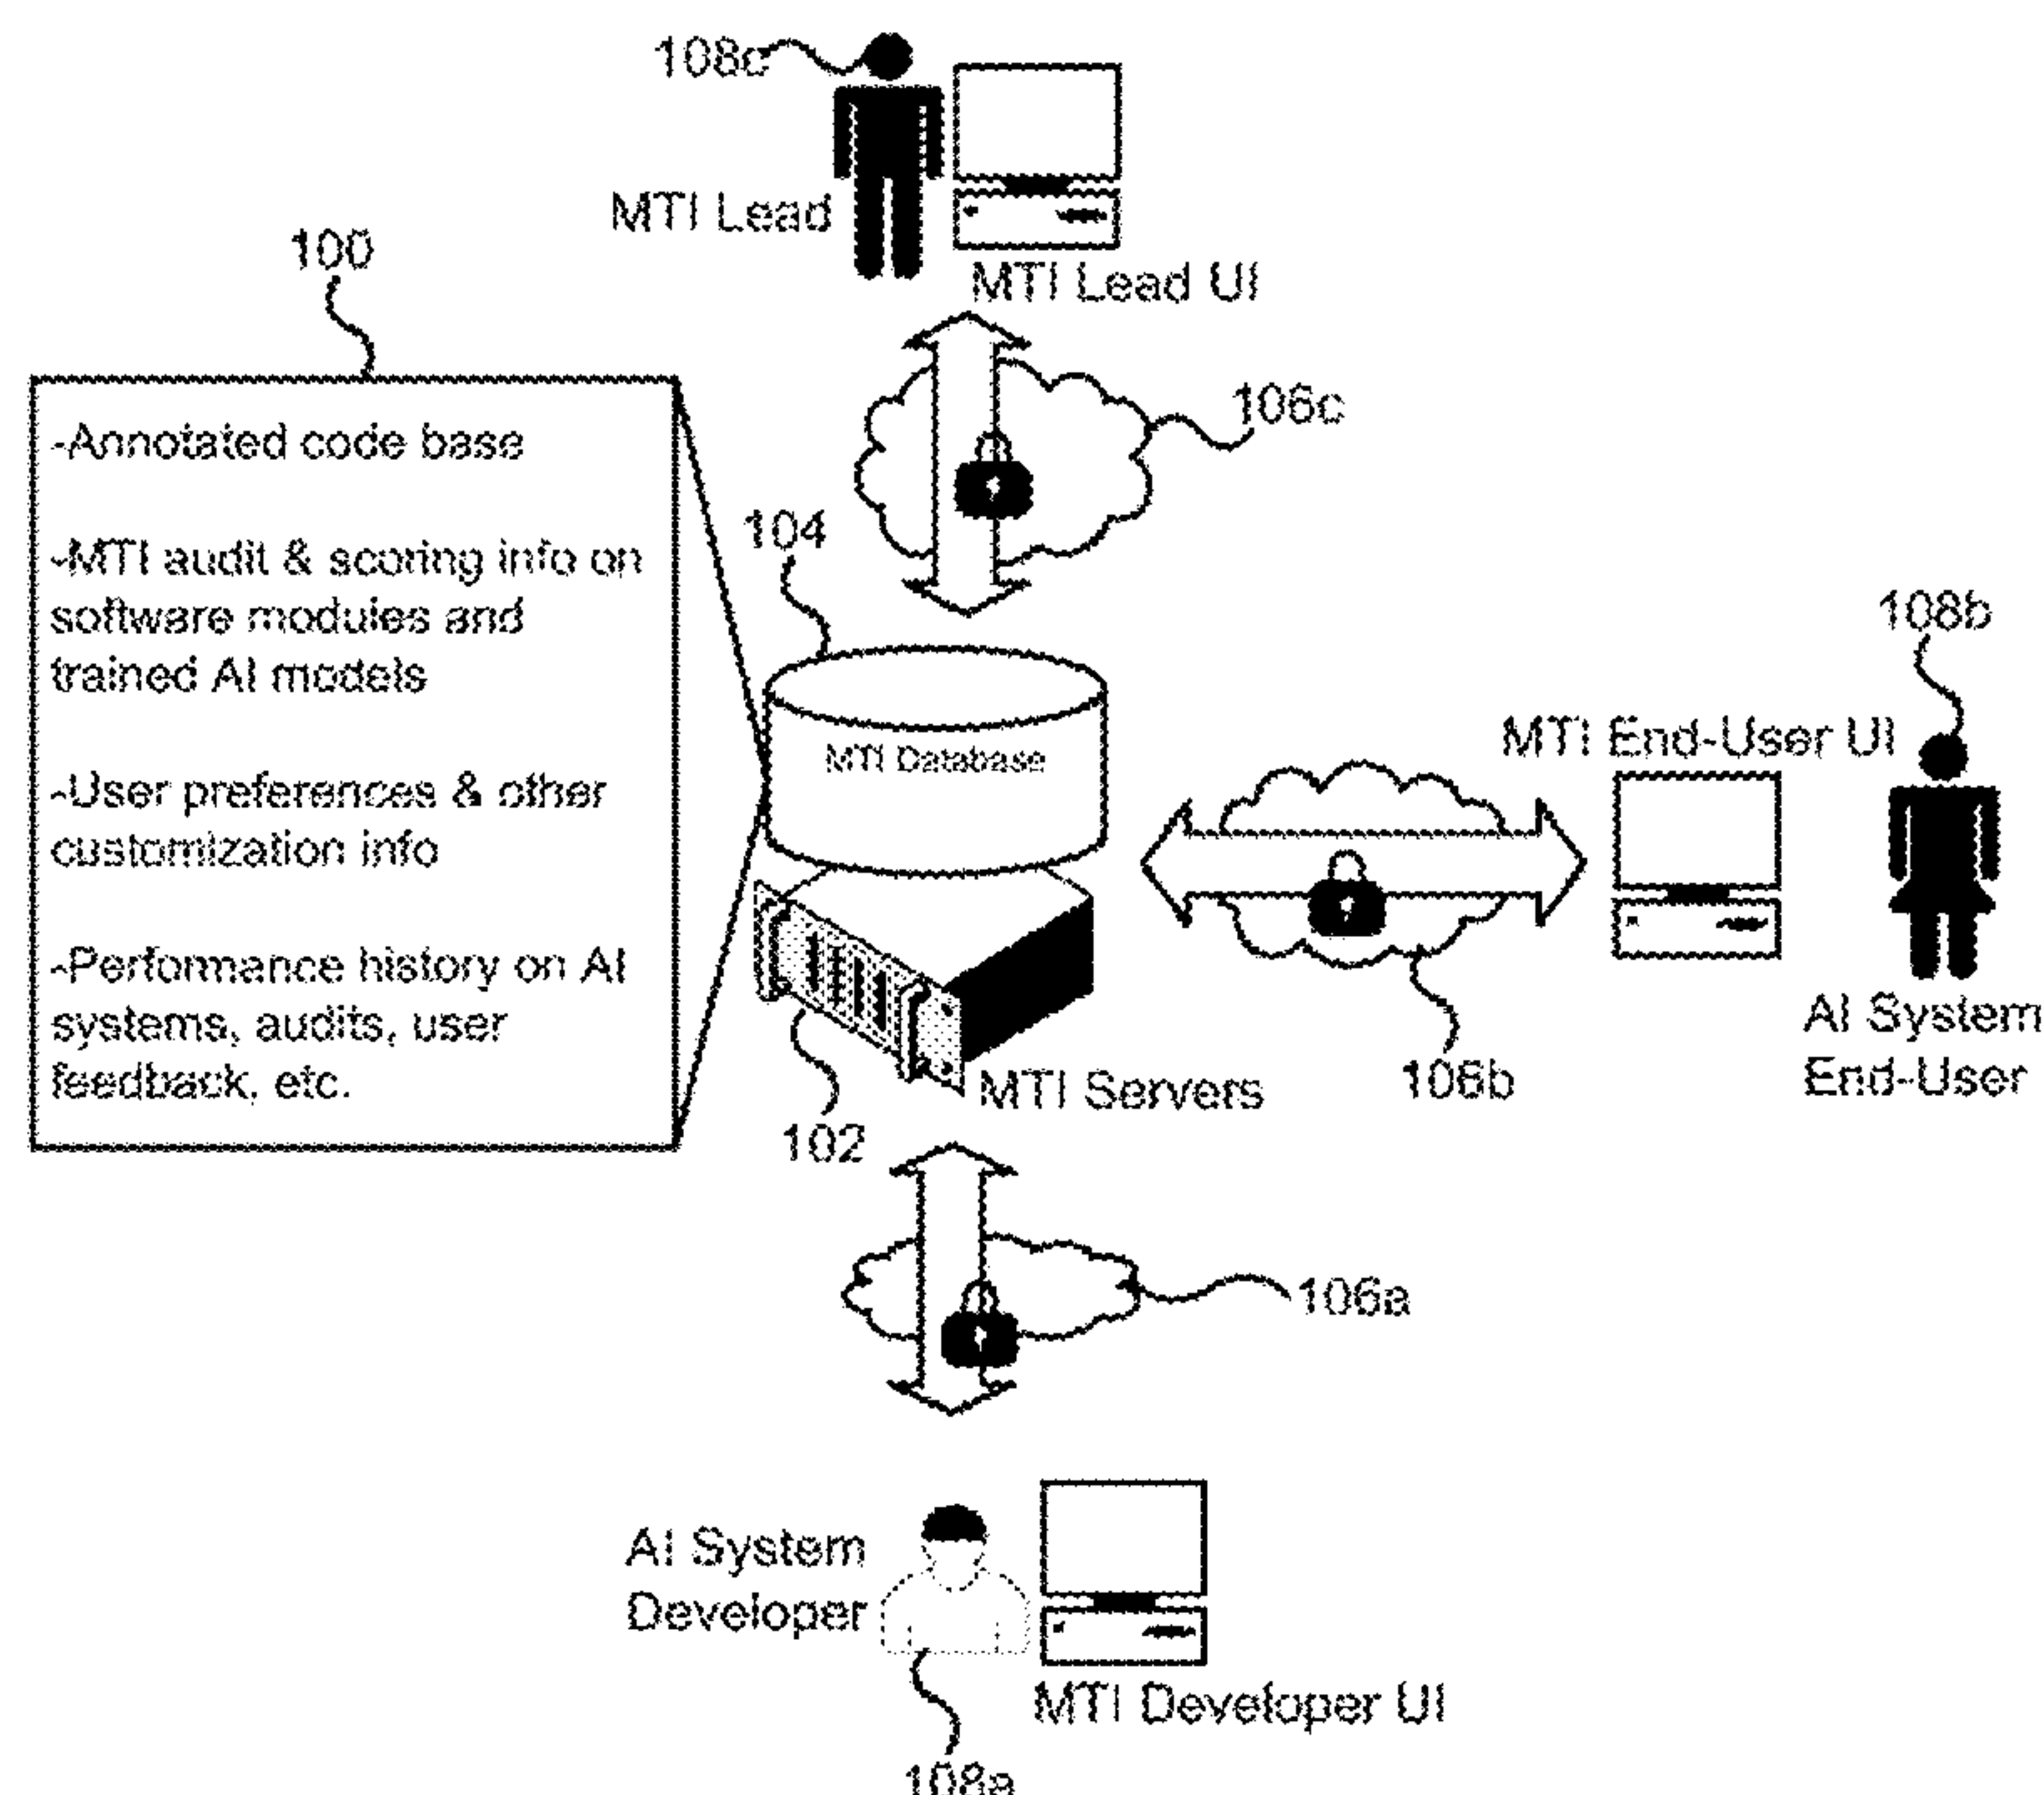 108c
MTI Lead
MTI Lead UI
100
106c
-Annotated code base
-MTI audit & scoring info on
software modules and
trained AI models
-User preferences & other
customization info
-Performance history on AI
systems, audits, user
feedback, etc.
104
MTI Database
108b
MTI End-User UI
AI System
End-User
106b
MTI Servers
102
106a
AI System
Developer
MTI Developer UI
108a